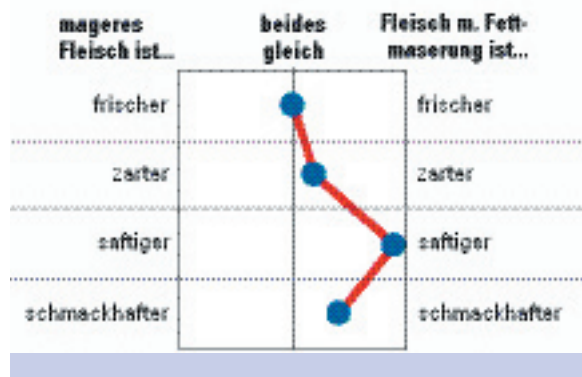 mageres beides Fleisch m. Fett-
Fleisch ist... gleich maserung ist...
frischer frischer
zarter zarter
saftiger saftiger
schmackhafter schmackhafter